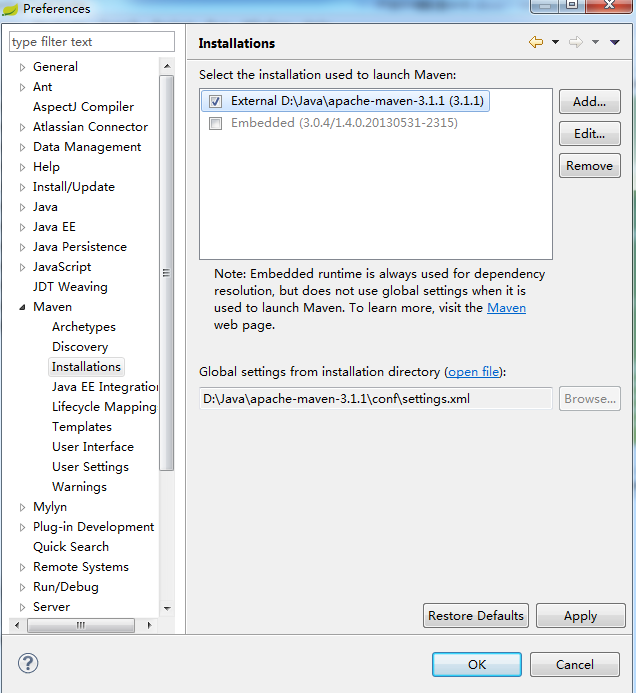 Preferences
type filter text
General
Ant
AspectJ Compiler
Atlassian Connector
Data Management
Help
Install/Update
Java
Java EE
Java Persistence
JavaScript
JDT Weaving
Maven
Archetypes
Discovery
Installations
Java EE Integration
Lifecycle Mapping
Templates
User Interface
User Settings
Warnings
Mylyn
Plug-in Development
Quick Search
Remote Systems
Run/Debug
Server
Installations
Select the installation used to launch Maven:
External D:\Java\apache-maven-3.1.1 (3.1.1)
Embedded (3.0.4/1.4.0.20130531-2315)
Add...
Edit...
Remove
Note: Embedded runtime is always used for dependency
resolution, but does not use global settings when it is
used to launch Maven. To learn more, visit the Maven
web page.
Global settings from installation directory (open file):
D:\Java\apache-maven-3.1.1\conf\settings.xml
Browse...
Restore Defaults
Apply
OK
Cancel